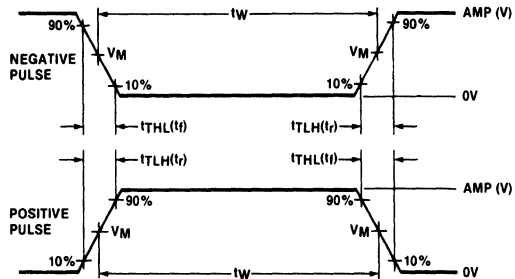 90% tW 90% AMP (V)
NEGATIVE PULSE VM VM
10% 10% 0V
tTHL(tf) tTLH(tr)
tTLH(tr) tTHL(tf)
90% 90% AMP (V)
POSITIVE PULSE VM VM
10% tW 10% 0V